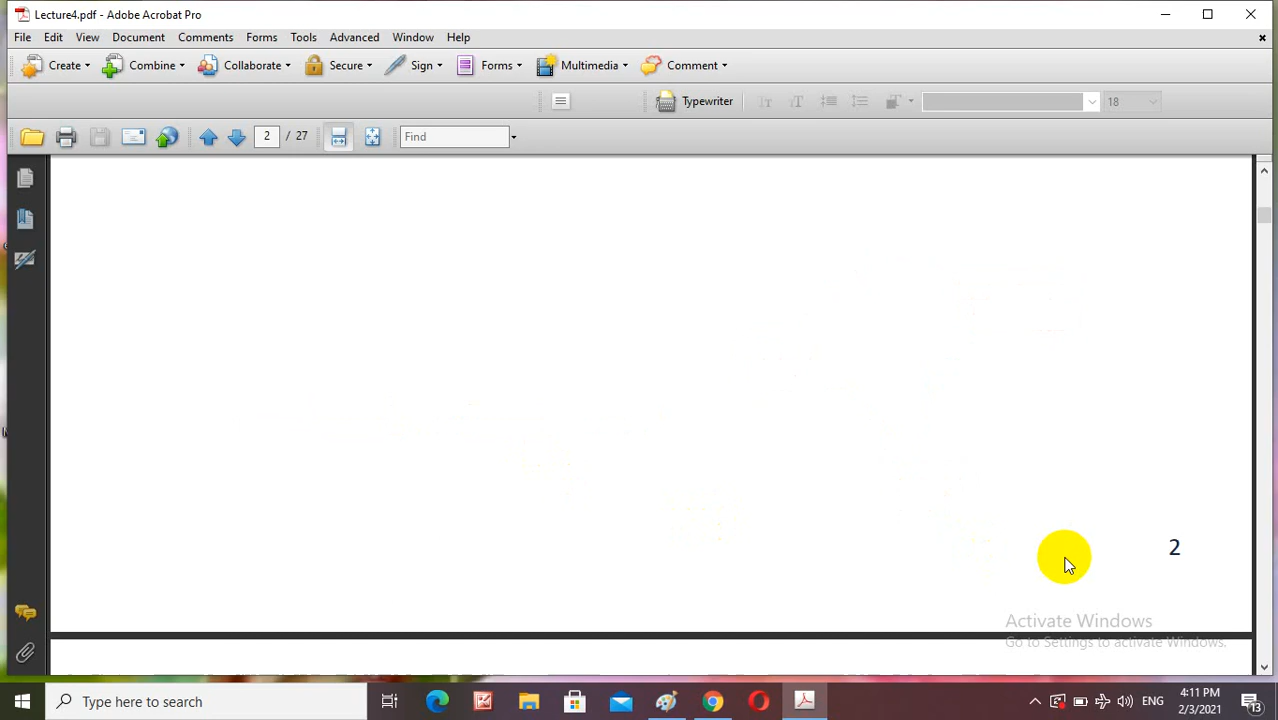 Lecture4.pdf - Adobe Acrobat Pro
File Edit View Document Comments Forms Tools Advanced Window Help
Create Combine Collaborate Secure Sign Forms Multimedia Comment
Typewriter 18
2 / 27 Find
2
Activate Windows
Go to Settings to activate Windows.
Type here to search
ENG
4:11 PM
2/3/2021
13